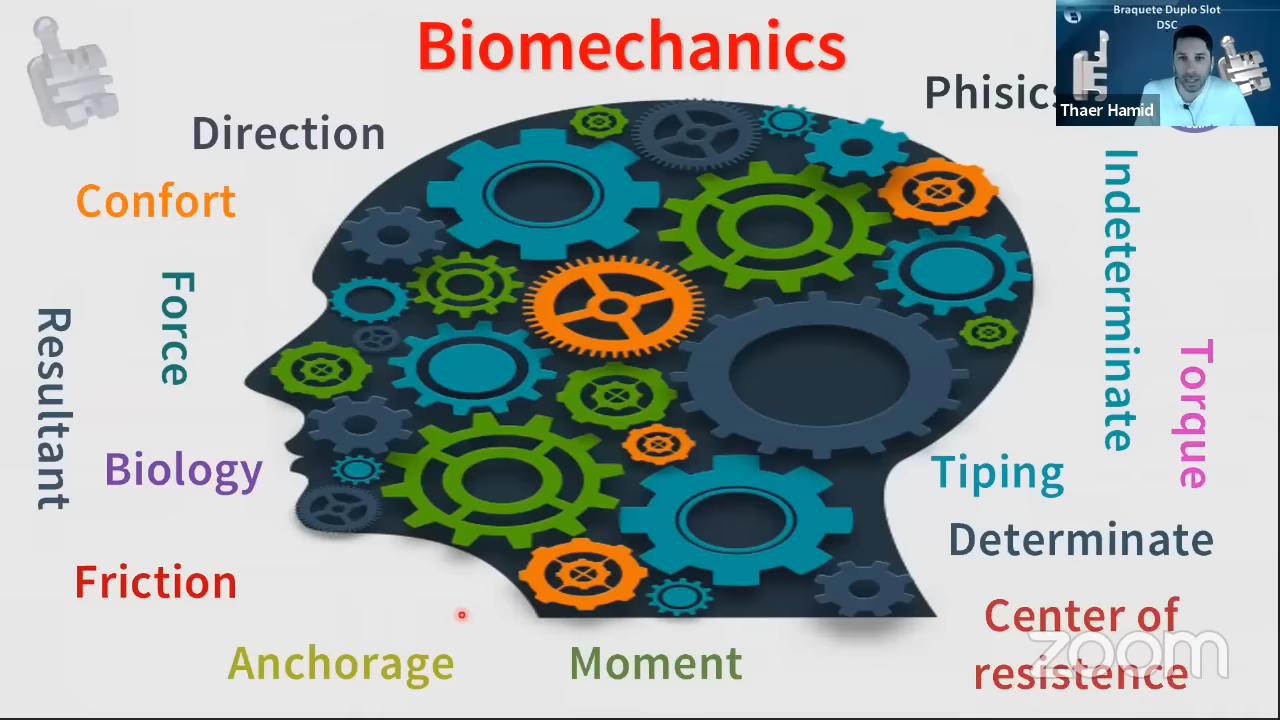 Biomechanics
Braquete Duplo Slot
DSC
Thaer Hamid
Phisics
Direction
Confort
Force
Resultant
Biology
Friction
Anchorage
Moment
Indeterminate
Torque
Tiping
Determinate
Center of
resistence
zoom